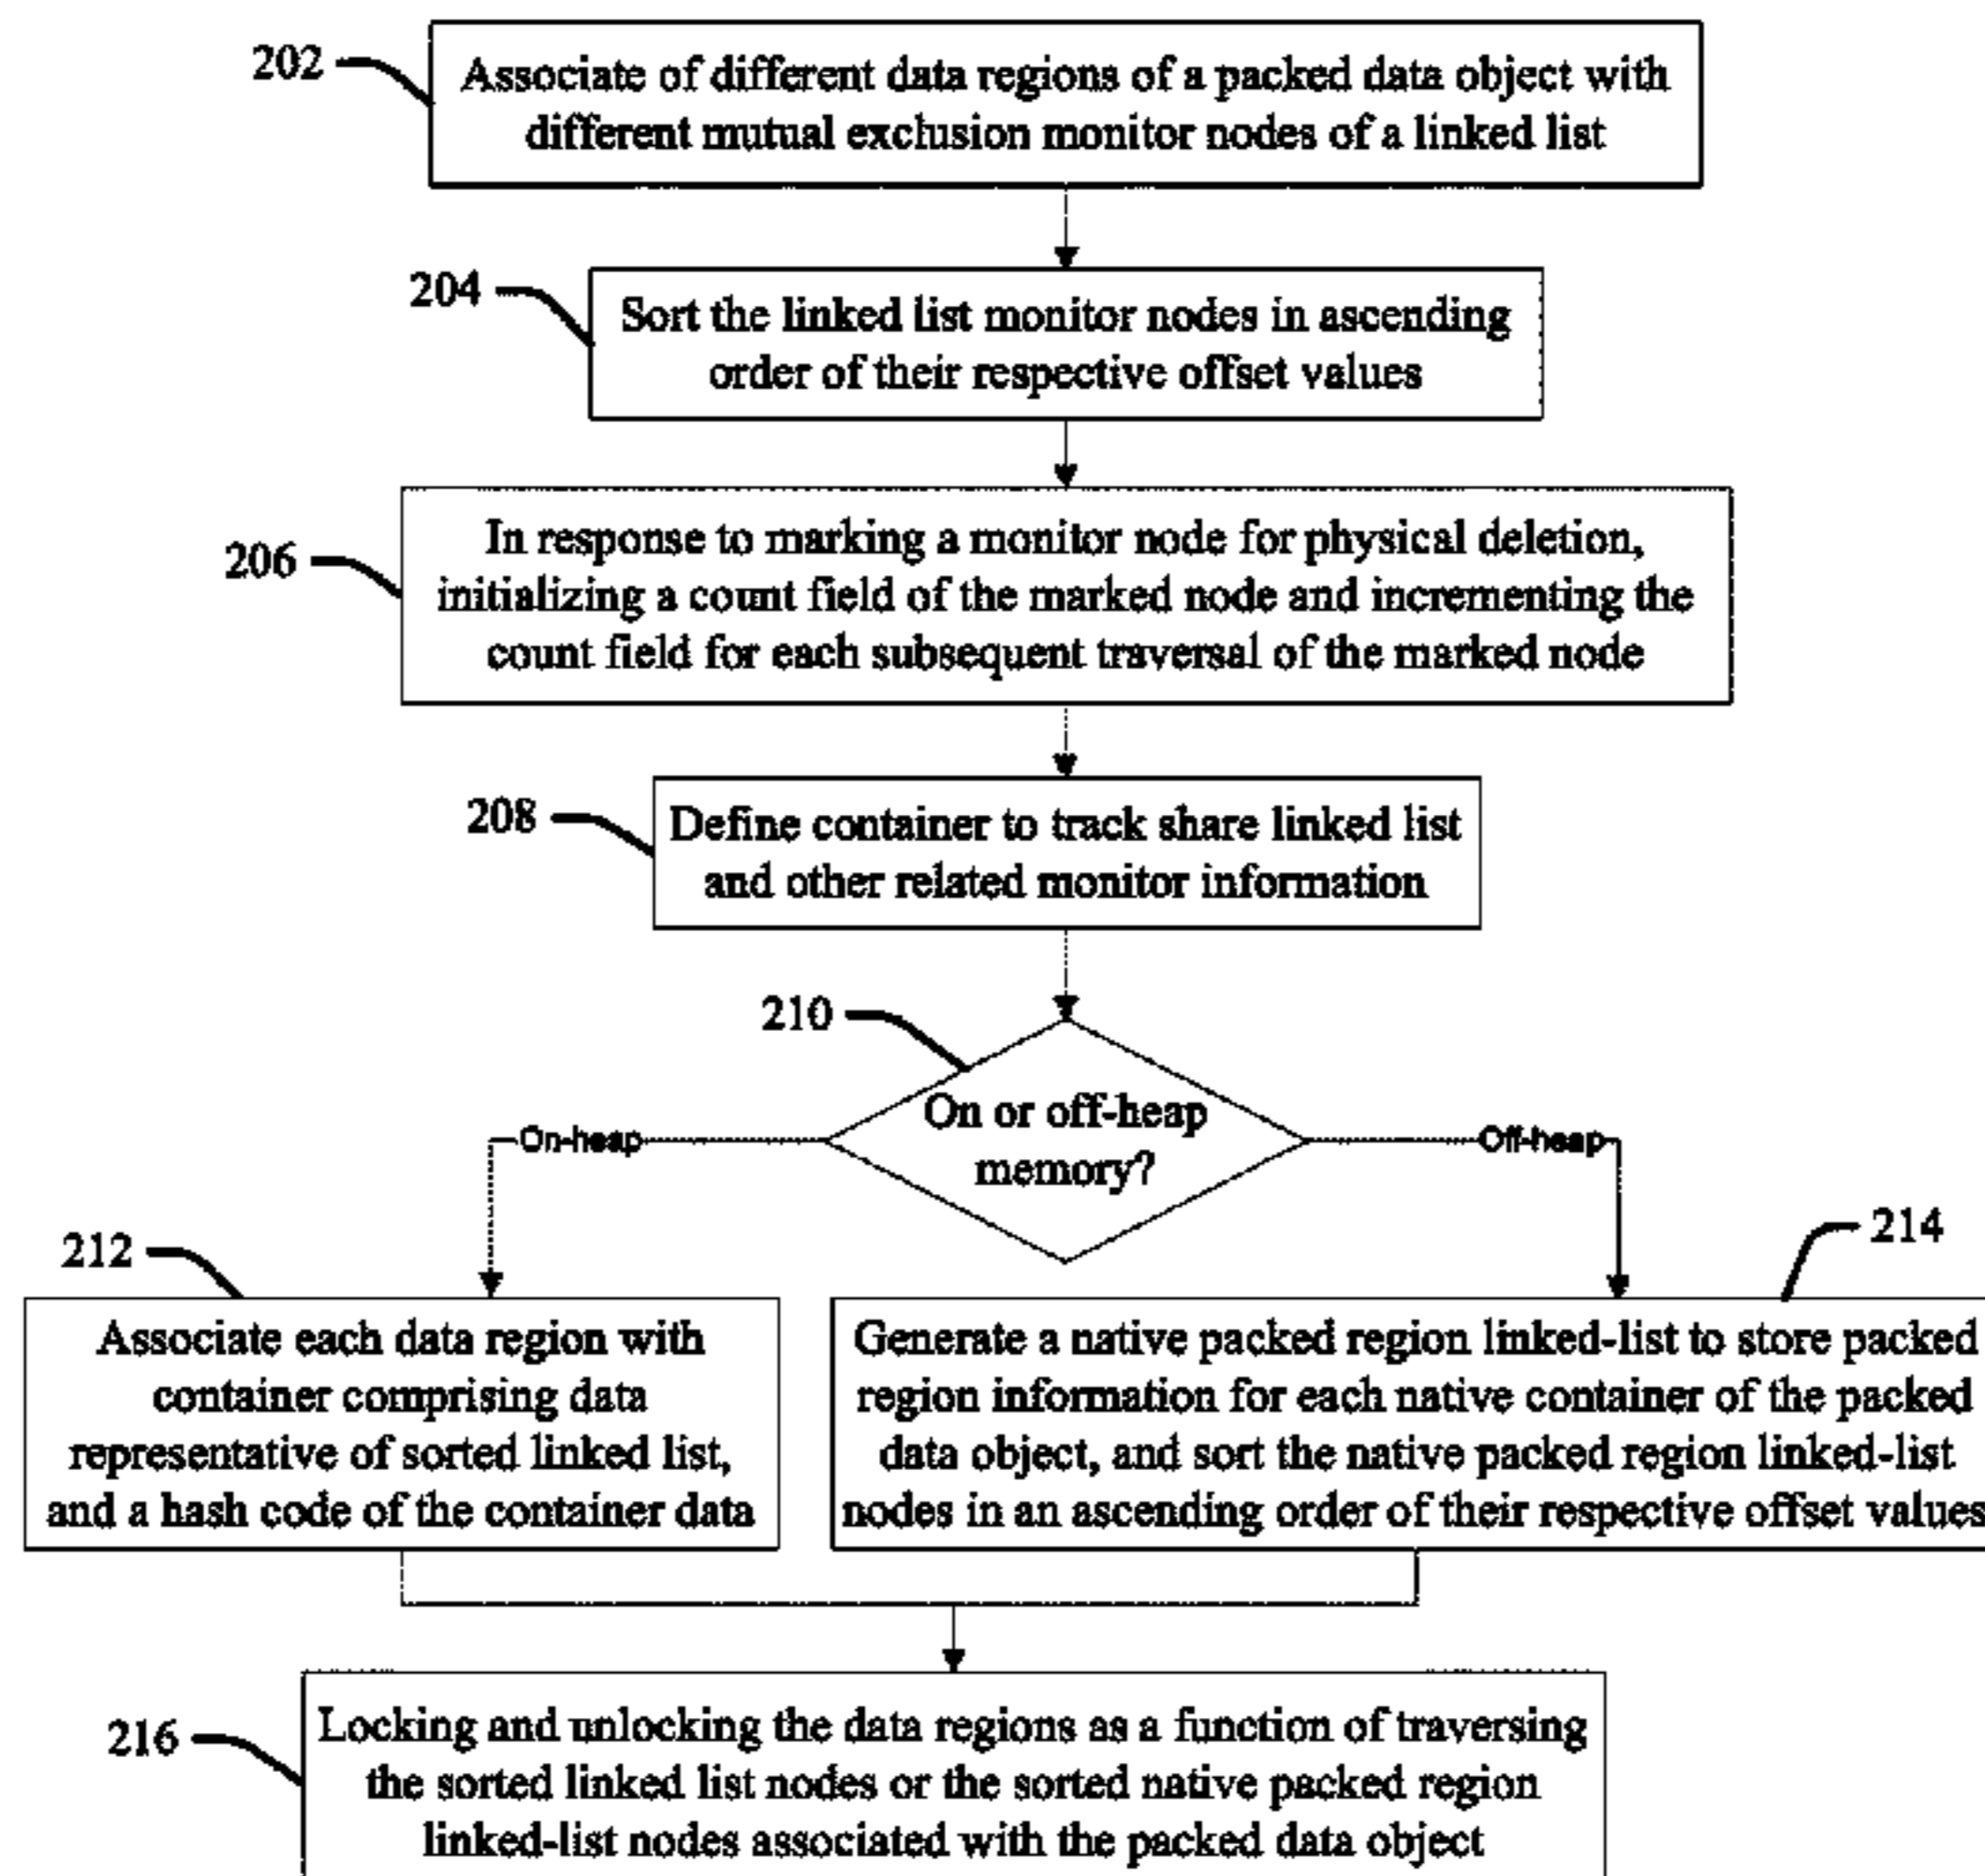 202
Associate of different data regions of a packed data object with
different mutual exclusion monitor nodes of a linked list
204
Sort the linked list monitor nodes in ascending
order of their respective offset values
206
In response to marking a monitor node for physical deletion,
initializing a count field of the marked node and incrementing the
count field for each subsequent traversal of the marked node
208
Define container to track share linked list
and other related monitor information
210
On or off-heap
memory?
On-heap
Off-heap
212
Associate each data region with
container comprising data
representative of sorted linked list,
and a hash code of the container data
214
Generate a native packed region linked-list to store packed
region information for each native container of the packed
data object, and sort the native packed region linked-list
nodes in an ascending order of their respective offset values
216
Locking and unlocking the data regions as a function of traversing
the sorted linked list nodes or the sorted native packed region
linked-list nodes associated with the packed data object